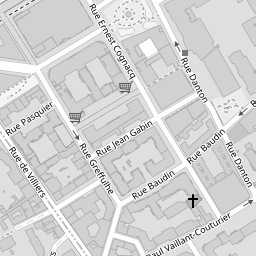 Rue Ernest Cognacq
Rue Danton
Rue Pasquier
Rue Jean Gabin
Rue Baudin
Rue de Villiers
Rue Greffulhe
Rue Danton
Rue Baudin
Paul Vaillant-Couturier